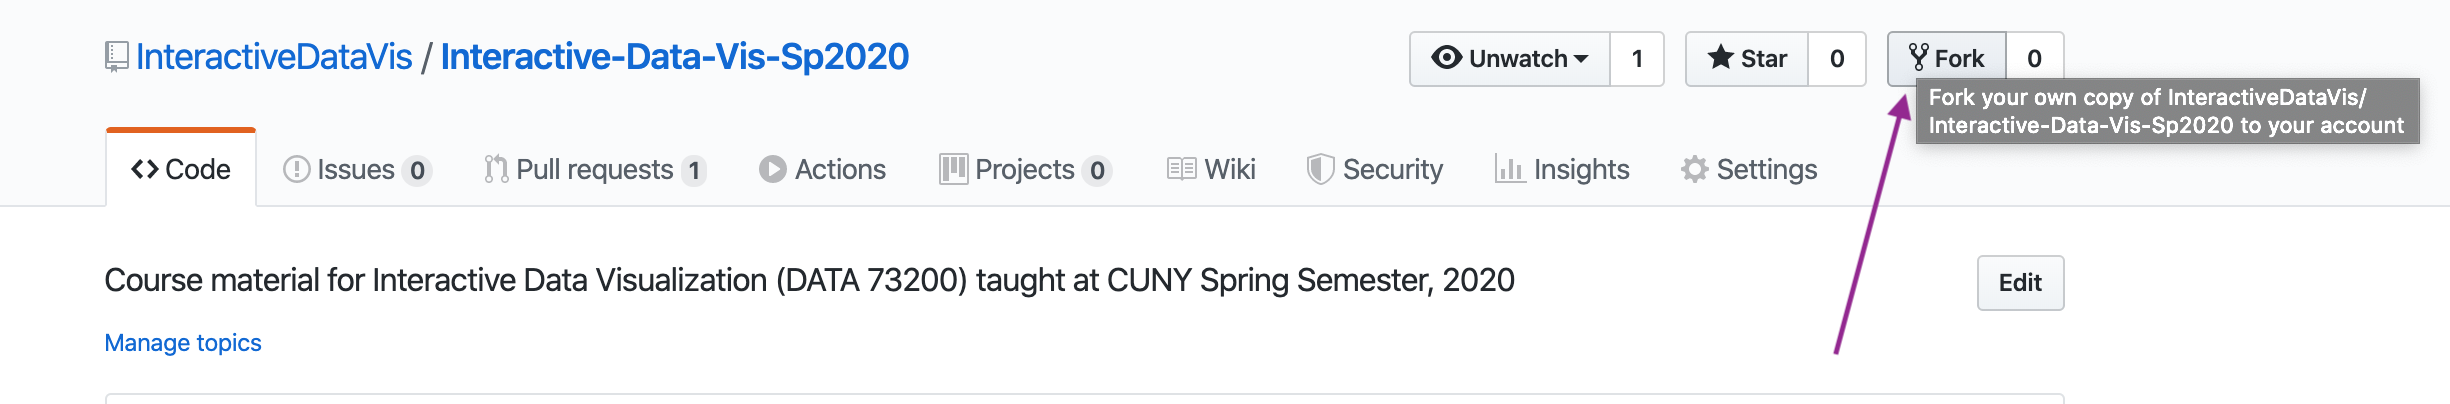 InteractiveDataVis / Interactive-Data-Vis-Sp2020
Unwatch 1 Star 0 Fork 0
Fork your own copy of InteractiveDataVis/
Interactive-Data-Vis-Sp2020 to your account
Code Issues 0 Pull requests 1 Actions Projects 0 Wiki Security Insights Settings
Course material for Interactive Data Visualization (DATA 73200) taught at CUNY Spring Semester, 2020
Edit
Manage topics